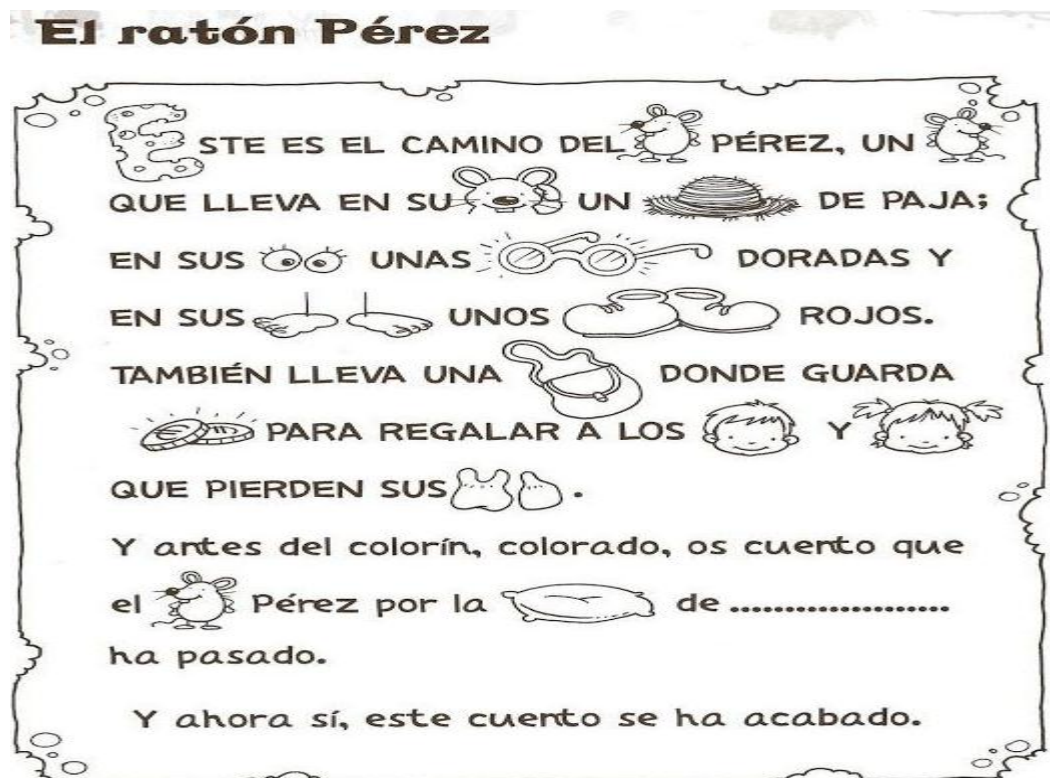 El ratón Pérez
ESTE ES EL CAMINO DEL PÉREZ, UN
QUE LLEVA EN SU UN DE PAJA;
EN SUS UNAS DORADAS Y
EN SUS UNOS ROJOS.
TAMBIÉN LLEVA UNA DONDE GUARDA
PARA REGALAR A LOS Y
QUE PIERDEN SUS .
Y antes del colorín, colorado, os cuento que
el Pérez por la de ....................
ha pasado.
Y ahora sí, este cuento se ha acabado.